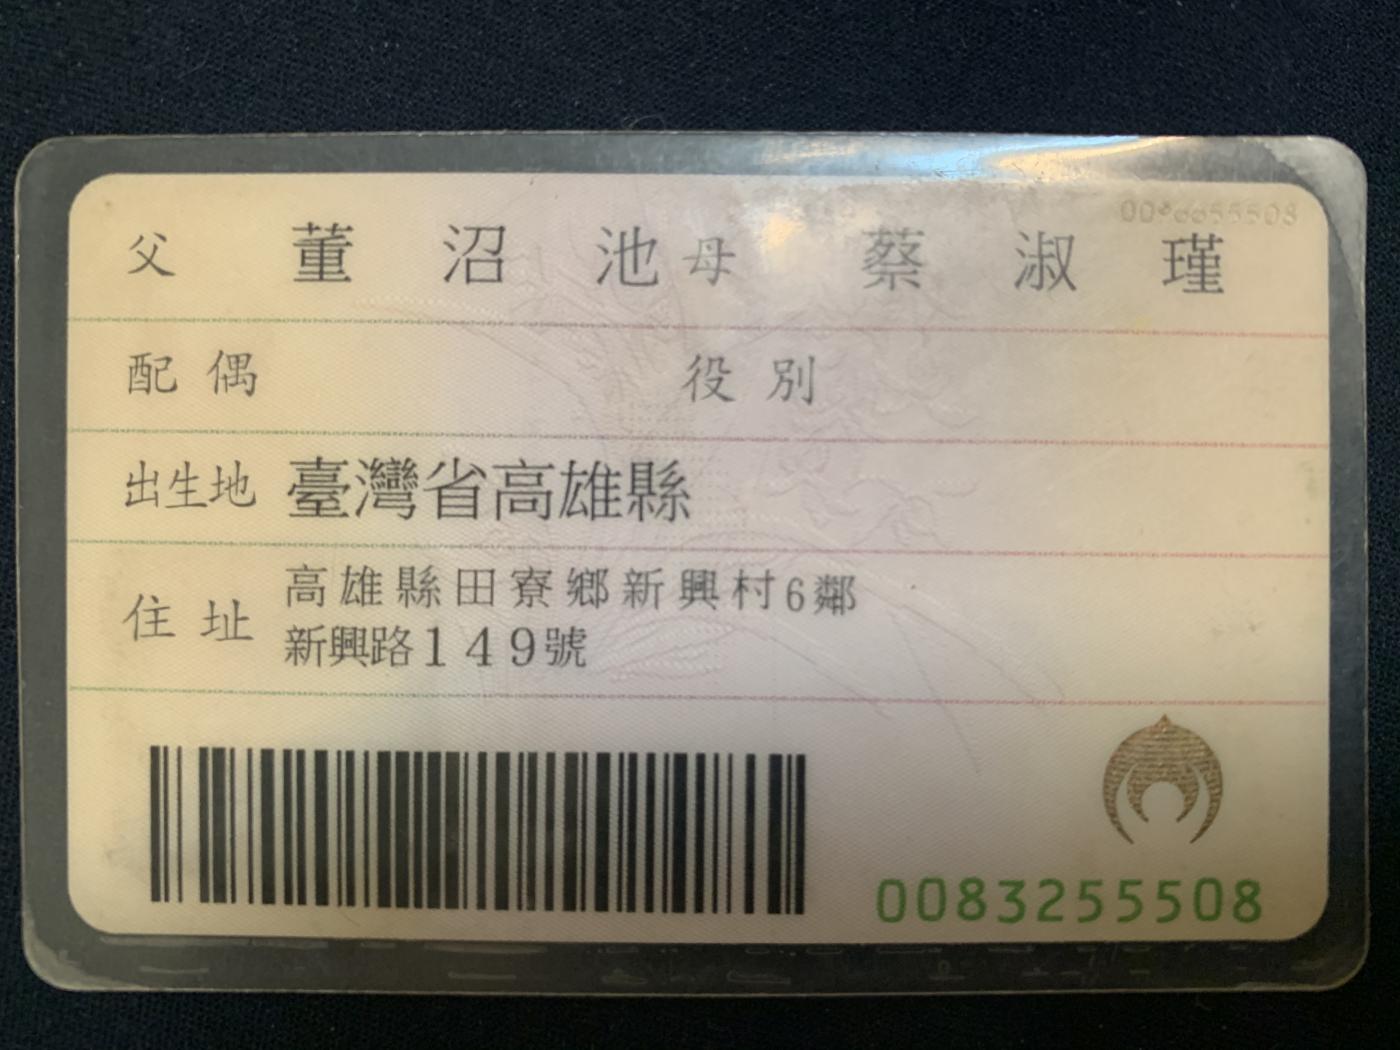 父 董沼池 母 蔡淑瑾
配偶 役別
出生地 臺灣省高雄縣
住址 高雄縣田寮鄉新興村6鄰
新興路149號
0083255508